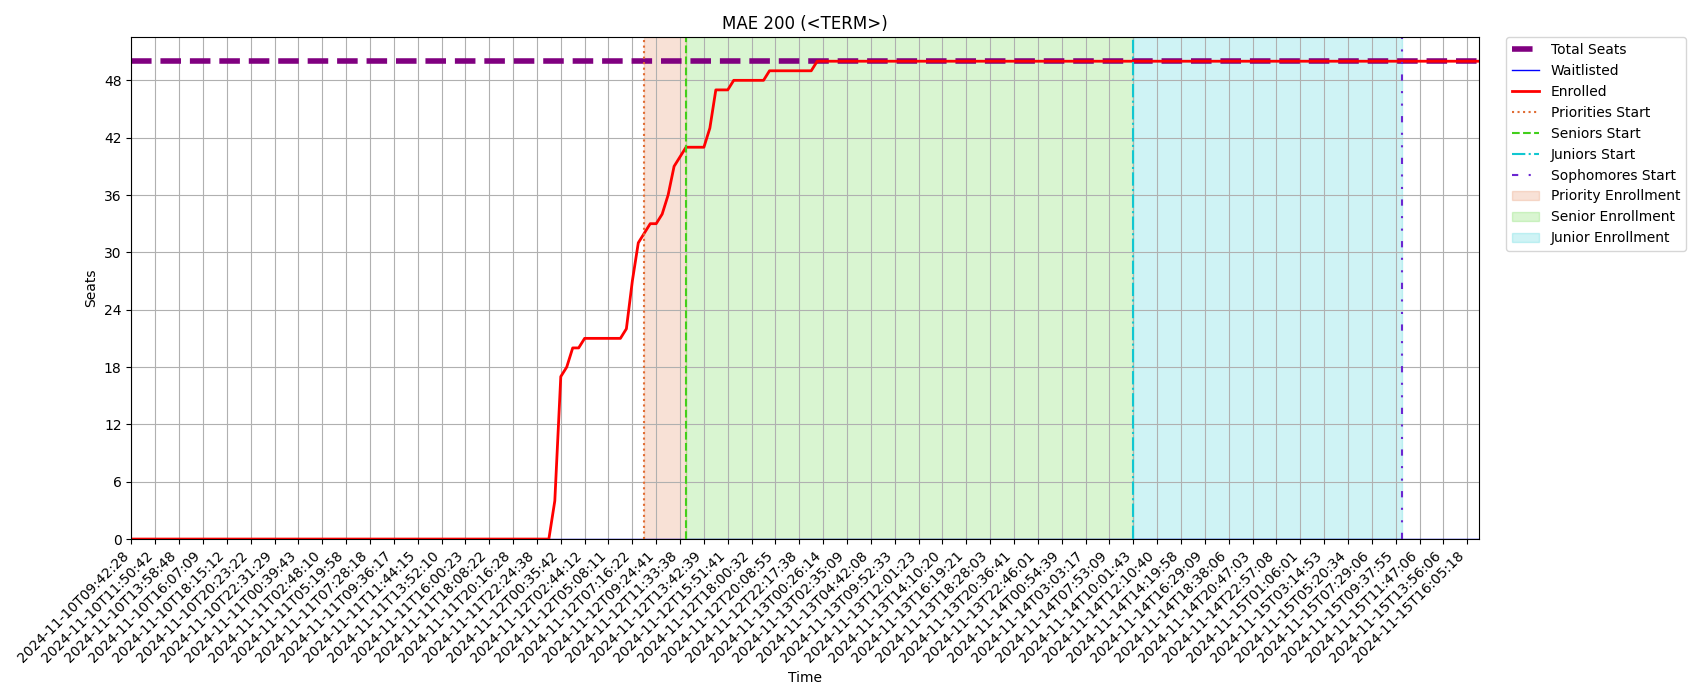 MAE 200 (<TERM>)
Total Seats
Waitlisted
Enrolled
Priorities Start
Seniors Start
Juniors Start
Sophomores Start
Priority Enrollment
Senior Enrollment
Junior Enrollment
Seats
48
42
36
30
24
18
12
6
0
2024-11-10T09:42:28
2024-11-10T11:50:42
2024-11-10T13:58:48
2024-11-10T16:07:09
2024-11-10T18:15:12
2024-11-10T20:23:22
2024-11-10T22:31:29
2024-11-11T00:39:43
2024-11-11T02:48:10
2024-11-11T05:19:58
2024-11-11T07:28:18
2024-11-11T09:36:17
2024-11-11T11:44:15
2024-11-11T13:52:10
2024-11-11T16:00:23
2024-11-11T18:08:22
2024-11-11T20:16:28
2024-11-11T22:24:38
2024-11-12T00:35:42
2024-11-12T02:44:12
2024-11-12T05:08:11
2024-11-12T07:16:22
2024-11-12T09:24:41
2024-11-12T11:33:38
2024-11-12T13:42:39
2024-11-12T15:51:41
2024-11-12T18:00:32
2024-11-12T20:08:55
2024-11-12T22:17:38
2024-11-13T00:26:14
2024-11-13T02:35:09
2024-11-13T04:42:08
2024-11-13T09:52:33
2024-11-13T12:01:23
2024-11-13T14:10:20
2024-11-13T16:19:21
2024-11-13T18:28:03
2024-11-13T20:36:41
2024-11-13T22:46:01
2024-11-14T00:54:39
2024-11-14T03:03:17
2024-11-14T07:53:09
2024-11-14T10:01:43
2024-11-14T12:10:40
2024-11-14T14:19:58
2024-11-14T16:29:09
2024-11-14T18:38:06
2024-11-14T20:47:03
2024-11-14T22:57:08
2024-11-15T01:06:01
2024-11-15T03:14:53
2024-11-15T05:20:34
2024-11-15T07:29:06
2024-11-15T09:37:55
2024-11-15T11:47:06
2024-11-15T13:56:06
2024-11-15T16:05:18
Time